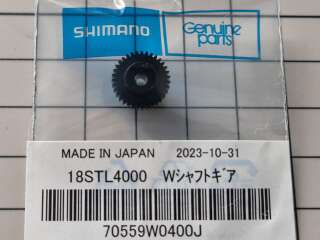 SHIMANO
Genuine
parts
MADE IN JAPAN 2023-10-31
18STL4000 Wｼｬﾌﾄｷﾞｱ
70559W0400J